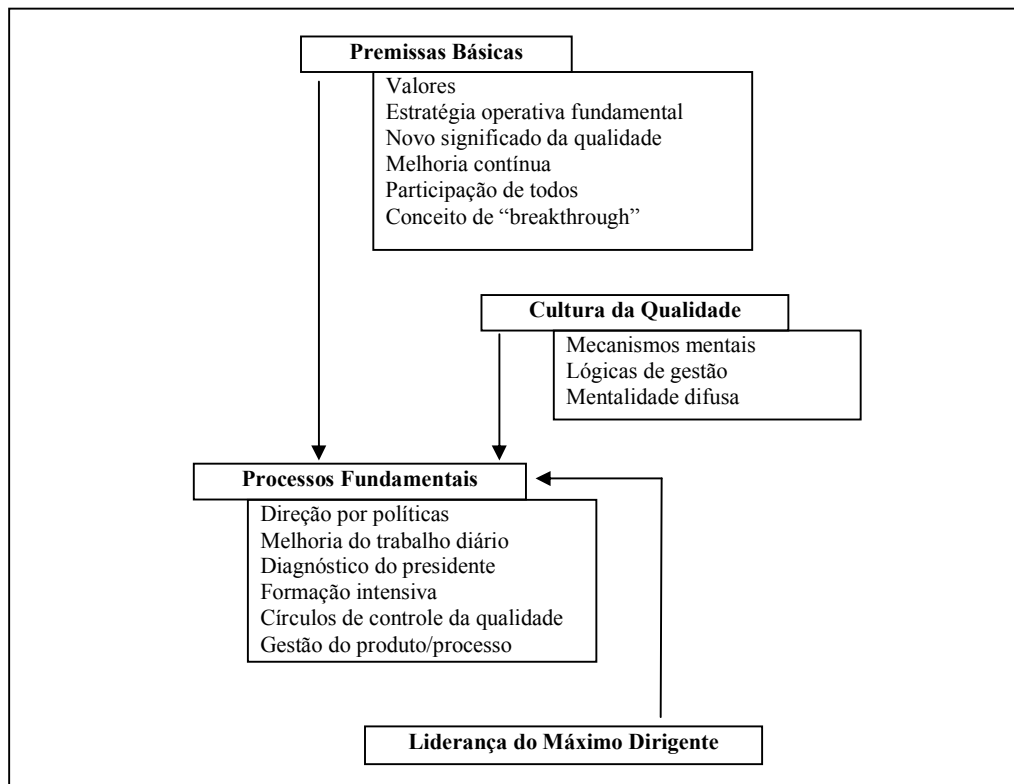 Premissas Básicas
Valores
Estratégia operativa fundamental
Novo significado da qualidade
Melhoria contínua
Participação de todos
Conceito de “breakthrough”
Cultura da Qualidade
Mecanismos mentais
Lógicas de gestão
Mentalidade difusa
Processos Fundamentais
Direção por políticas
Melhoria do trabalho diário
Diagnóstico do presidente
Formação intensiva
Círculos de controle da qualidade
Gestão do produto/processo
Liderança do Máximo Dirigente